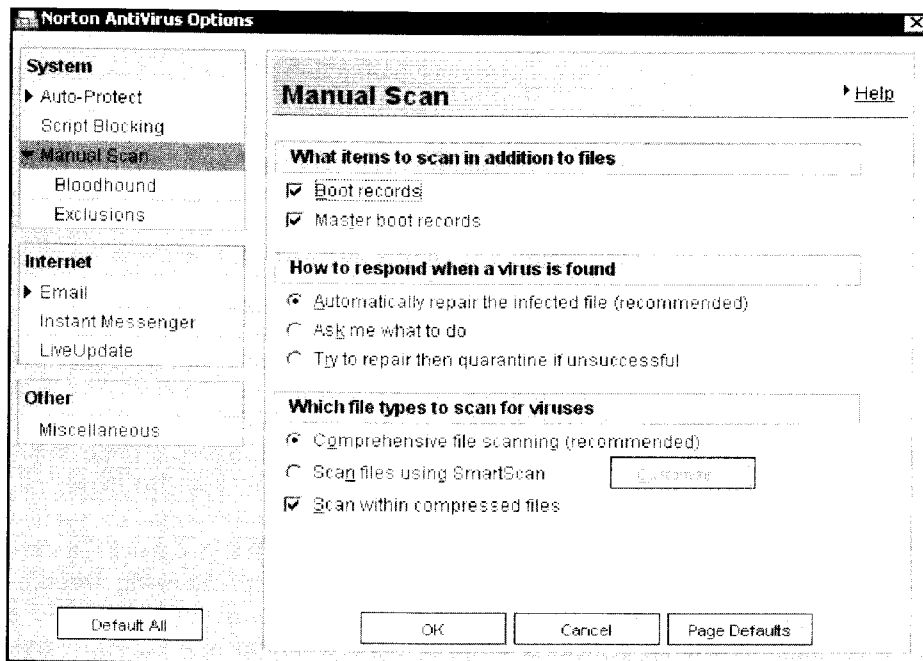 Norton AntiVirus Options
System
Auto-Protect
Script Blocking
Manual Scan
Bloodhound
Exclusions
Internet
Email
Instant Messenger
LiveUpdate
Other
Miscellaneous
Default All
Manual Scan
Help
What items to scan in addition to files
Boot records
Master boot records
How to respond when a virus is found
Automatically repair the infected file (recommended)
Ask me what to do
Try to repair then quarantine if unsuccessful
Which file types to scan for viruses
Comprehensive file scanning (recommended)
Scan files using SmartScan
Scan within compressed files
OK
Cancel
Page Defaults